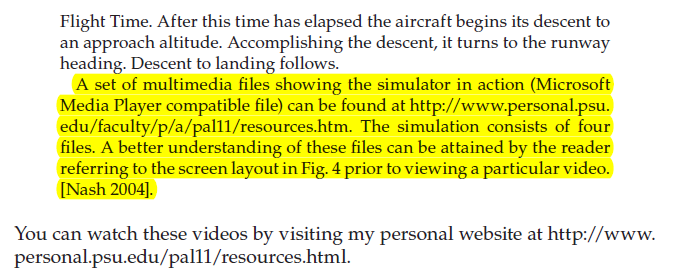 Flight Time. After this time has elapsed the aircraft begins its descent to
an approach altitude. Accomplishing the descent, it turns to the runway
heading. Descent to landing follows.
A set of multimedia files showing the simulator in action (Microsoft
Media Player compatible file) can be found at http://www.personal.psu.
edu/faculty/p/a/pal11/resources.htm. The simulation consists of four
files. A better understanding of these files can be attained by the reader
referring to the screen layout in Fig. 4 prior to viewing a particular video.
[Nash 2004].
You can watch these videos by visiting my personal website at http://www.
personal.psu.edu/pal11/resources.html.